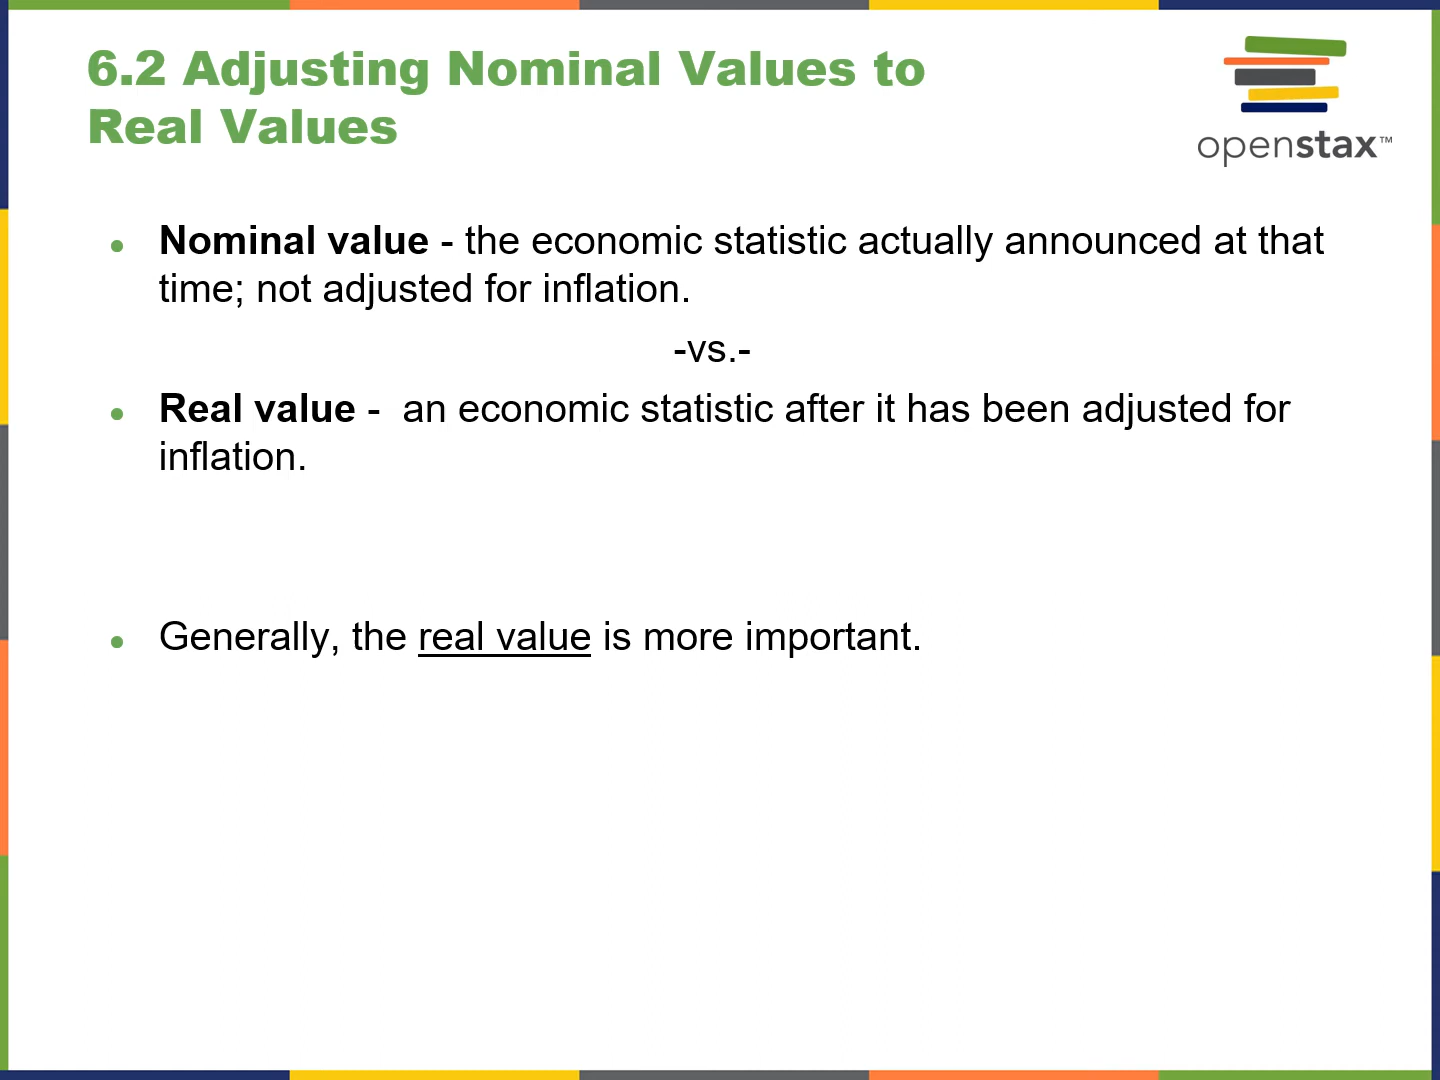 6.2 Adjusting Nominal Values to
Real Values
openstax™
• Nominal value - the economic statistic actually announced at that
time; not adjusted for inflation.
-vs.-
• Real value -  an economic statistic after it has been adjusted for
inflation.
• Generally, the real value is more important.